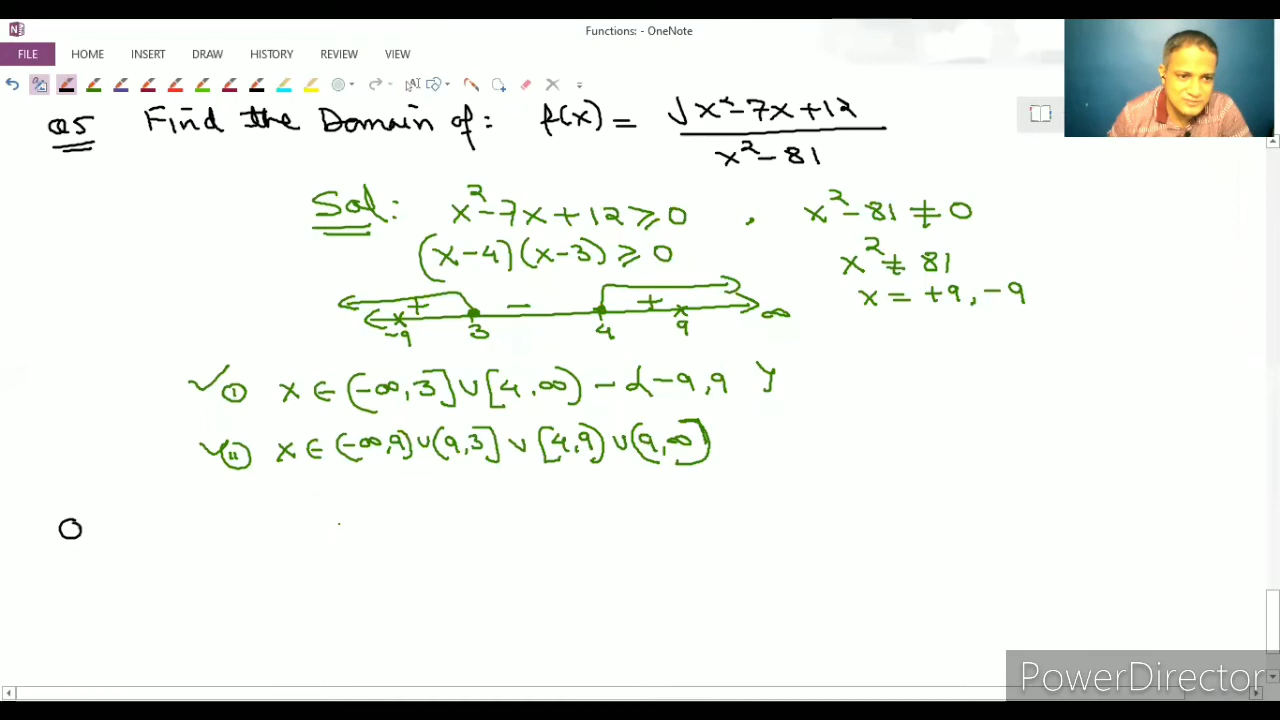 Functions: - OneNote
FILE HOME INSERT DRAW HISTORY REVIEW VIEW
Q5 Find the Domain of: f(x) = √x²-7x+12 / x²-81
Sol: x²-7x+12 ≥ 0 , x²-81 ≠ 0
(x-4)(x-3) ≥ 0 x² ≠ 81
x = +9, -9
+ - + ∞
-9 3 4 9
✓ ① x ∈ (-∞,3] ∪ [4,∞) - {-9,9}
✓ ⑪ x ∈ (-∞,9) ∪ (9,3] ∪ [4,9) ∪ (9,∞)
O
PowerDirector